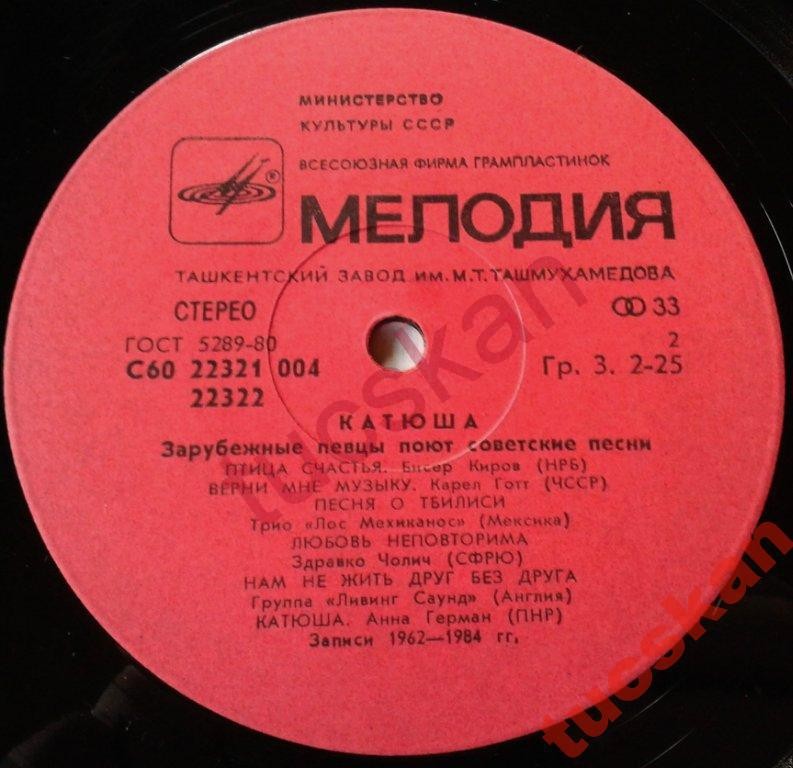 МИНИСТЕРСТВО
КУЛЬТУРЫ СССР
ВСЕСОЮЗНАЯ ФИРМА ГРАМПЛАСТИНОК
®
МЕЛОДИЯ
ТАШКЕНТСКИЙ ЗАВОД ИМ. М.Т. ТАШМУХАМЕДОВА
СТЕРЕО
33
ГОСТ 5289-80
2
С60 22321 004
Гр. 3. 2-25
22322
КАТЮША
Зарубежные певцы поют советские песни
ПТИЦА СЧАСТЬЯ. Бисер Киров (НРБ)
ВЕРНИ МНЕ МУЗЫКУ. Карел Готт (ЧССР)
ПЕСНЯ О ТБИЛИСИ
Трио «Лос Мехиканос» (Мексика)
ЛЮБОВЬ НЕПОВТОРИМА
Здравко Чолич (СФРЮ)
НАМ НЕ ЖИТЬ ДРУГ БЕЗ ДРУГА
Группа «Ливинг Саунд» (Англия)
КАТЮША. Анна Герман (ПНР)
Записи 1962—1984 гг.
tucskan
tucskan